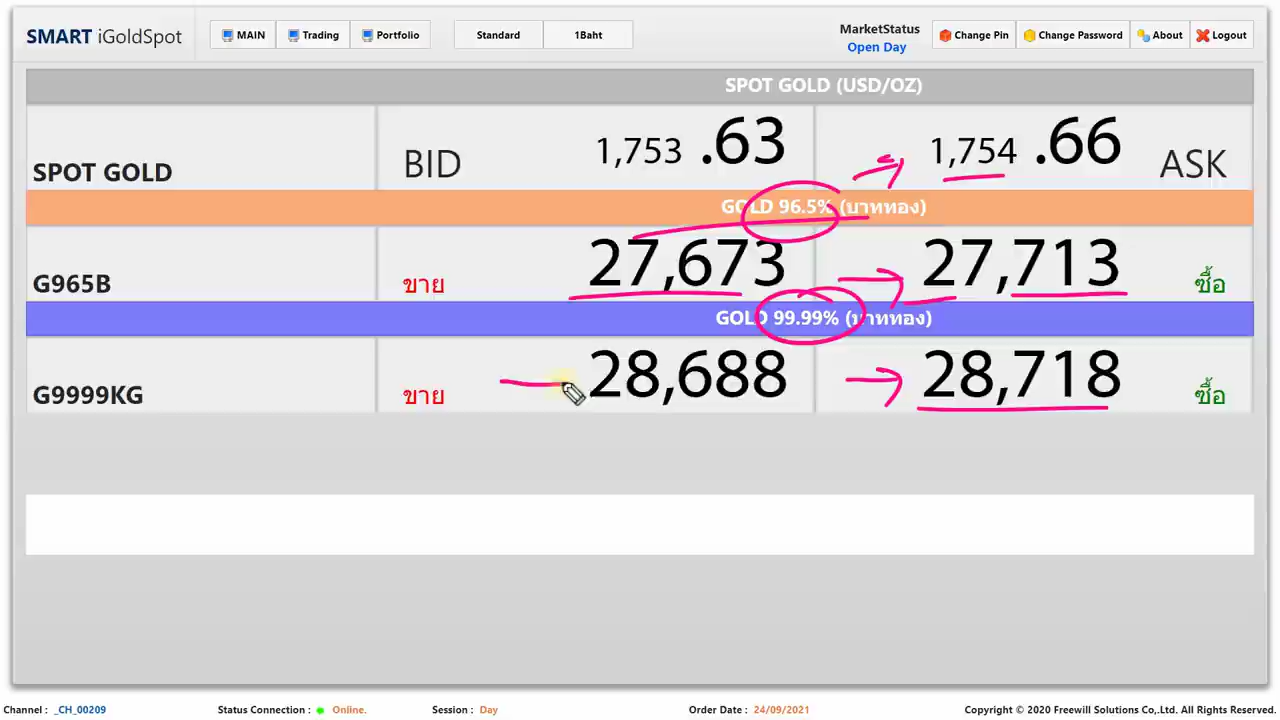 SMART iGoldSpot MAIN Trading Portfolio Standard 1Baht MarketStatus Open Day Change Pin Change Password About Logout
SPOT GOLD (USD/OZ)
SPOT GOLD BID 1,753 .63 1,754 .66 ASK
GOLD 96.5% (บาททอง)
G965B ขาย 27,673 27,713 ซื้อ
GOLD 99.99% (บาททอง)
G9999KG ขาย 28,688 28,718 ซื้อ
Channel : _CH_00209 Status Connection : Online. Session : Day Order Date : 24/09/2021 Copyright © 2020 Freewill Solutions Co,.Ltd. All Rights Reserved.